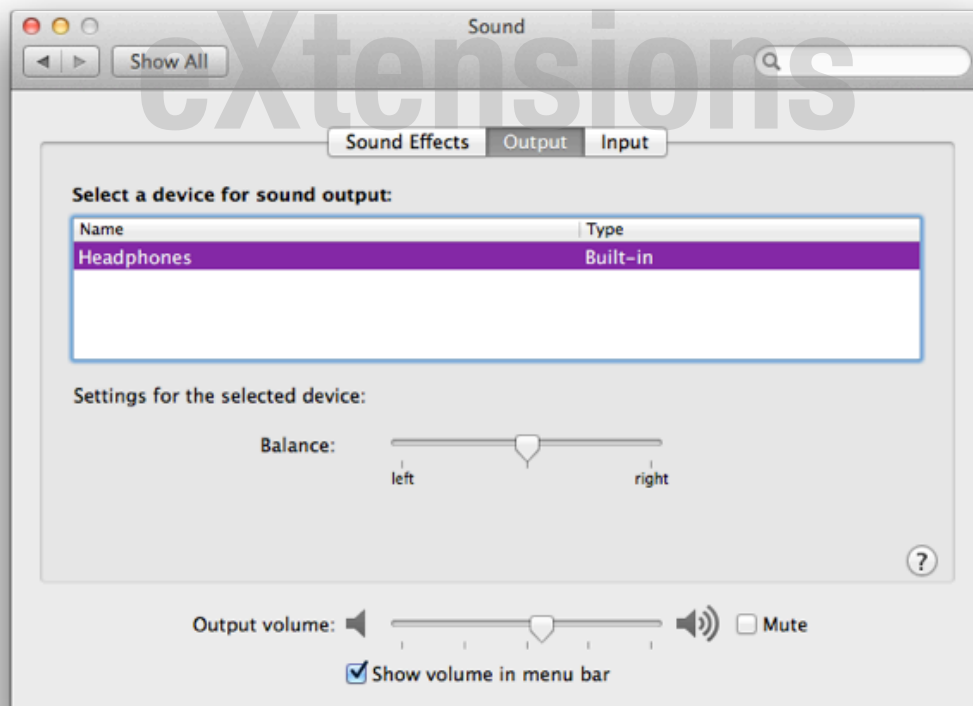 eXtensions
Sound
Show All
Sound Effects Output Input
Select a device for sound output:
Name Type
Headphones Built-in
Settings for the selected device:
Balance:
left right
?
Output volume: Mute
Show volume in menu bar